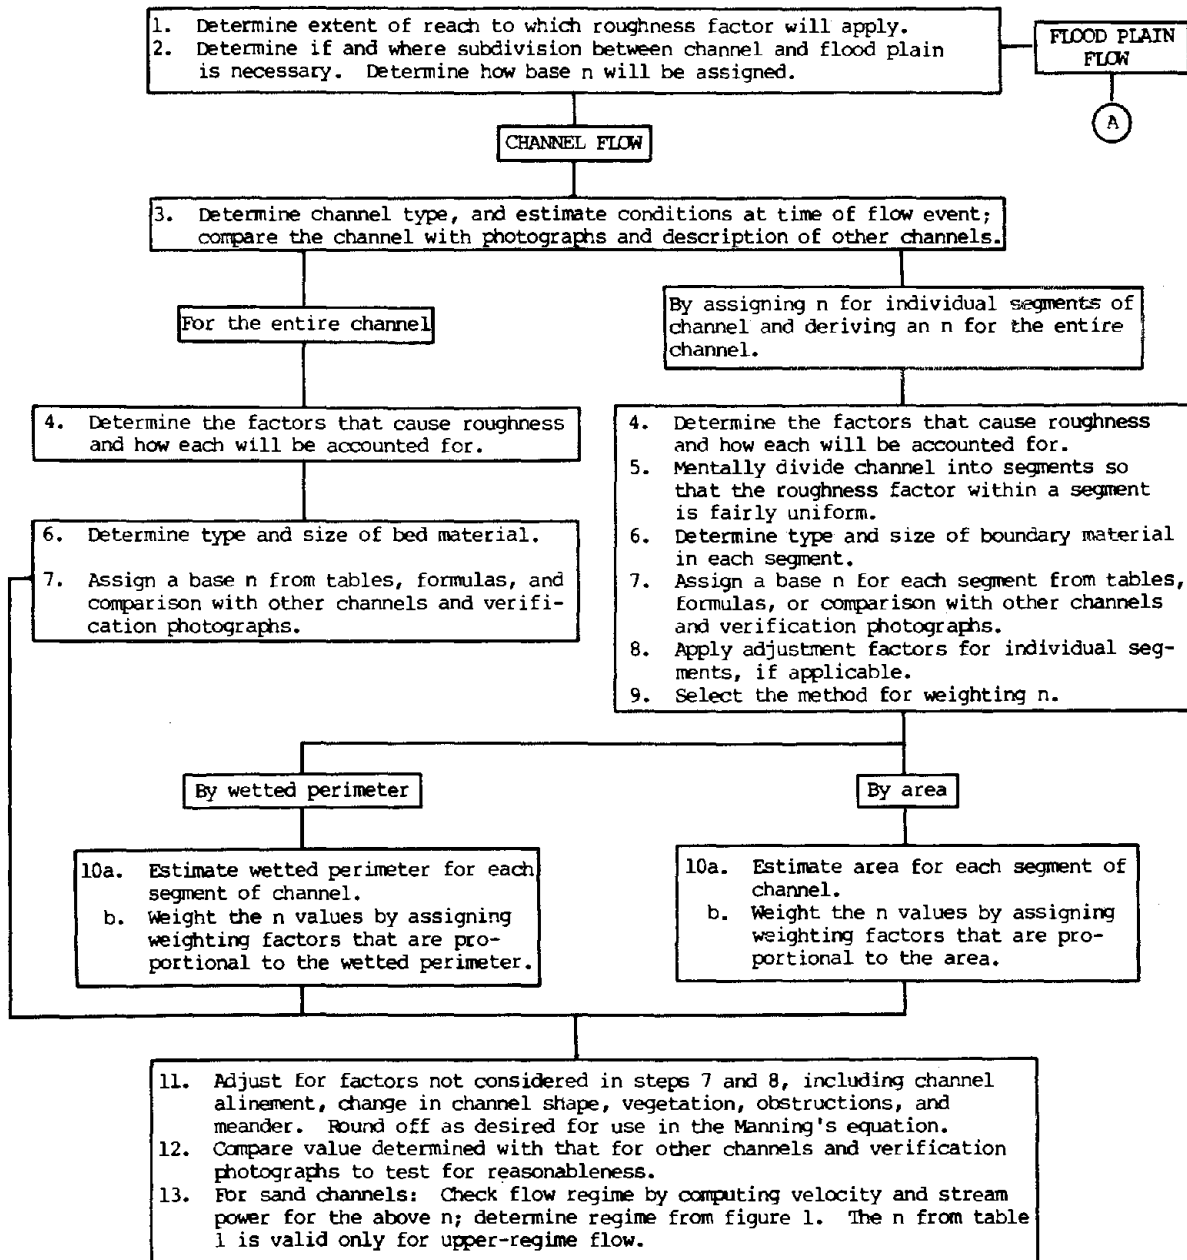 1. Determine extent of reach to which roughness factor will apply.
2. Determine if and where subdivision between channel and flood plain
is necessary. Determine how base n will be assigned.
FLOOD PLAIN
FLOW
A
CHANNEL FLOW
3. Determine channel type, and estimate conditions at time of flow event;
compare the channel with photographs and description of other channels.
For the entire channel
By assigning n for individual segments of
channel and deriving an n for the entire
channel.
4. Determine the factors that cause roughness
and how each will be accounted for.
6. Determine type and size of bed material.
7. Assign a base n from tables, formulas, and
comparison with other channels and verifi-
cation photographs.
4. Determine the factors that cause roughness
and how each will be accounted for.
5. Mentally divide channel into segments so
that the roughness factor within a segment
is fairly uniform.
6. Determine type and size of boundary material
in each segment.
7. Assign a base n for each segment from tables,
formulas, or comparison with other channels
and verification photographs.
8. Apply adjustment factors for individual seg-
ments, if applicable.
9. Select the method for weighting n.
By wetted perimeter
By area
10a. Estimate wetted perimeter for each
segment of channel.
b. Weight the n values by assigning
weighting factors that are pro-
portional to the wetted perimeter.
10a. Estimate area for each segment of
channel.
b. Weight the n values by assigning
weighting factors that are pro-
portional to the area.
11. Adjust for factors not considered in steps 7 and 8, including channel
alinement, change in channel shape, vegetation, obstructions, and
meander. Round off as desired for use in the Manning's equation.
12. Compare value determined with that for other channels and verification
photographs to test for reasonableness.
13. For sand channels: Check flow regime by computing velocity and stream
power for the above n; determine regime from figure 1. The n from table
1 is valid only for upper-regime flow.